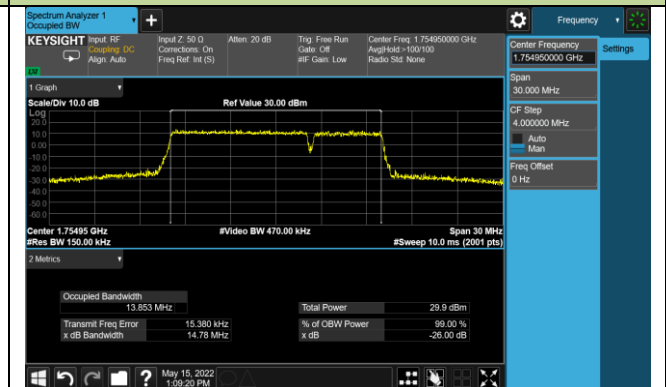 Spectrum Analyzer 1
Occupied BW
Frequency
KEYSIGHT
Input: RF
Coupling: DC
Align: Auto
Input Z: 50 Ω
Corrections: On
Freq Ref: Int (S)
Atten: 20 dB
Trig: Free Run
Gate: Off
#IF Gain: Low
Center Freq: 1.754950000 GHz
Avg|Hold:>100/100
Radio Std: None
Center Frequency
1.754950000 GHz
Settings
Span
30.000 MHz
CF Step
4.000000 MHz
Auto
Man
Freq Offset
0 Hz
1 Graph
Scale/Div 10.0 dB
Ref Value 30.00 dBm
Log
20.0
10.0
0.00
-10.0
-20.0
-30.0
-40.0
-50.0
-60.0
Center 1.75495 GHz
#Video BW 470.00 kHz
Span 30 MHz
#Res BW 150.00 kHz
#Sweep 10.0 ms (2001 pts)
2 Metrics
Occupied Bandwidth
13.853 MHz
Total Power
29.9 dBm
Transmit Freq Error
15.380 kHz
% of OBW Power
99.00 %
x dB Bandwidth
14.78 MHz
x dB
-26.00 dB
May 15, 2022
1:09:20 PM